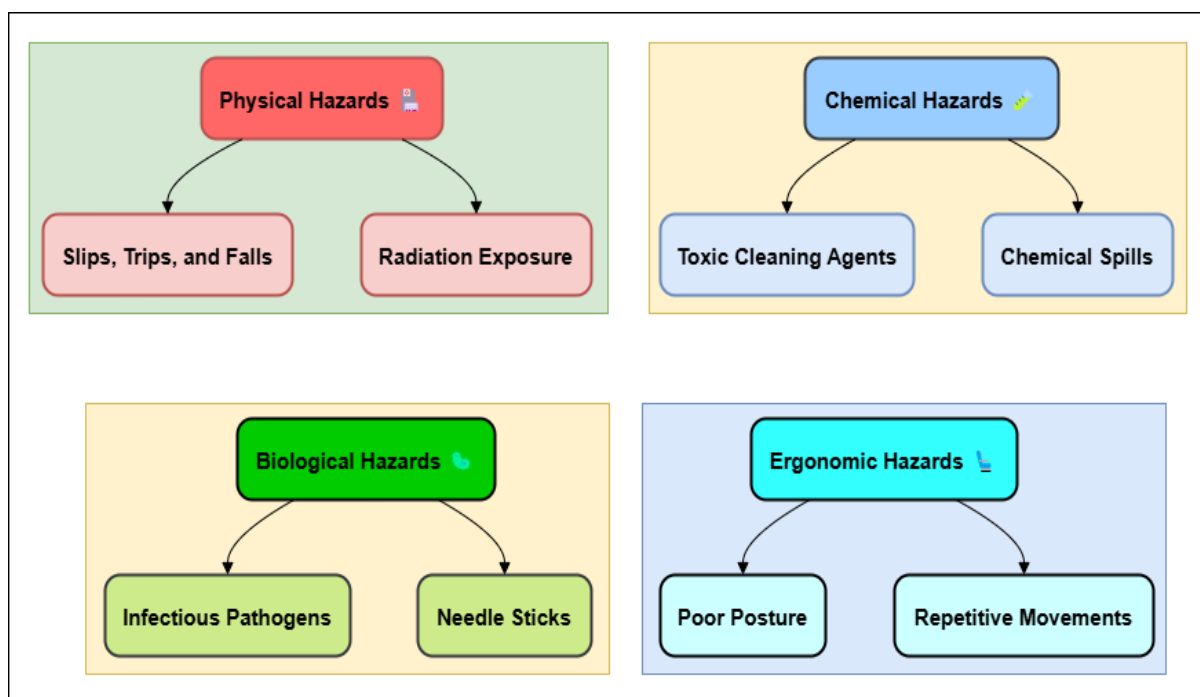 Physical Hazards
Chemical Hazards
Slips, Trips, and Falls
Radiation Exposure
Toxic Cleaning Agents
Chemical Spills
Biological Hazards
Ergonomic Hazards
Infectious Pathogens
Needle Sticks
Poor Posture
Repetitive Movements